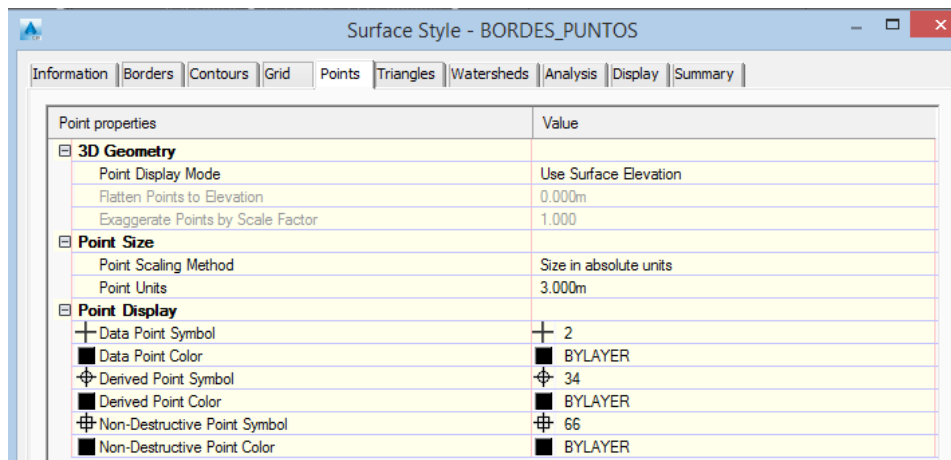 Surface Style - BORDES_PUNTOS
Information Borders Contours Grid Points Triangles Watersheds Analysis Display Summary
Point properties Value
3D Geometry
Point Display Mode Use Surface Elevation
Flatten Points to Elevation 0.000m
Exaggerate Points by Scale Factor 1.000
Point Size
Point Scaling Method Size in absolute units
Point Units 3.000m
Point Display
Data Point Symbol 2
Data Point Color BYLAYER
Derived Point Symbol 34
Derived Point Color BYLAYER
Non-Destructive Point Symbol 66
Non-Destructive Point Color BYLAYER